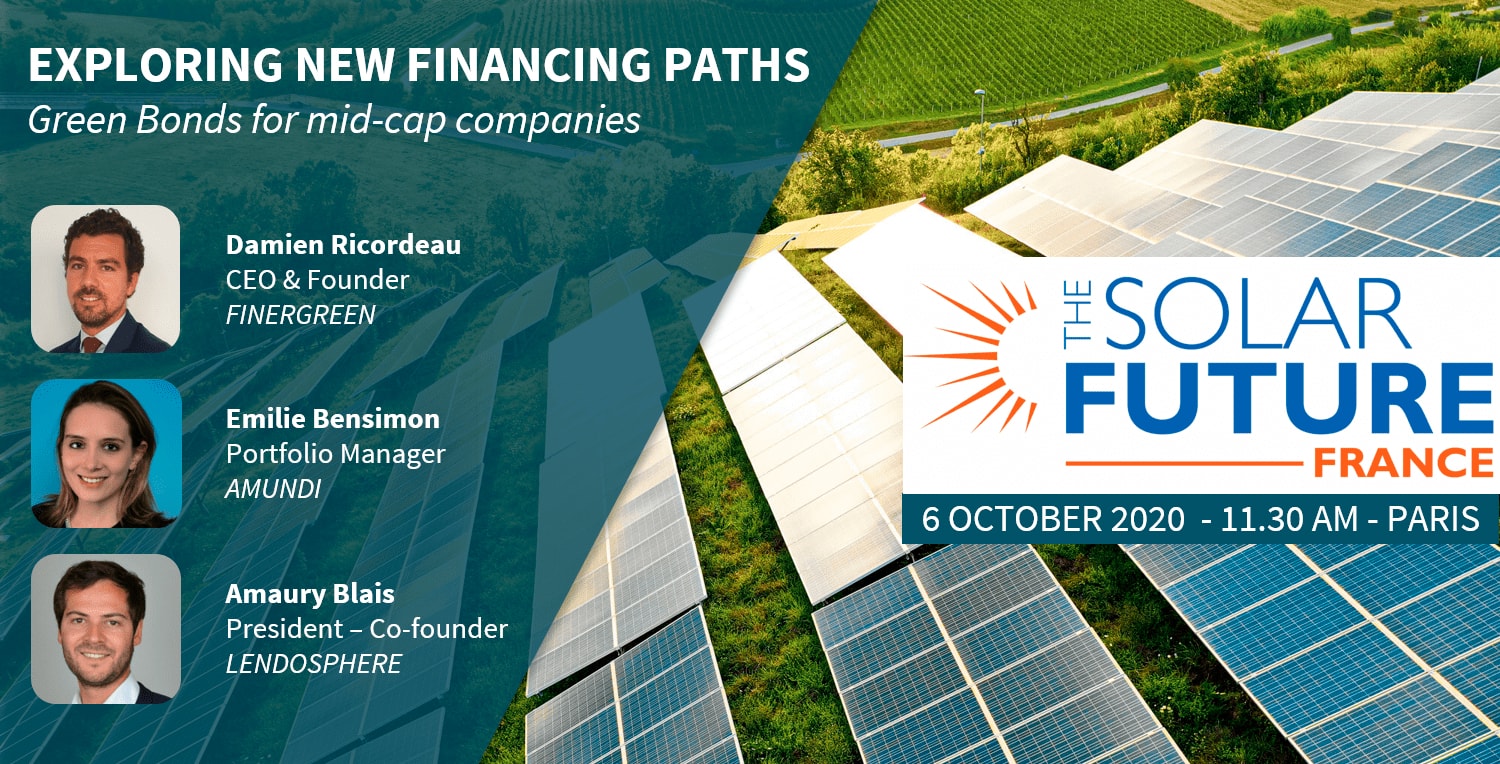 EXPLORING NEW FINANCING PATHS
Green Bonds for mid-cap companies
Damien Ricordeau
CEO & Founder
FINERGREEN
Emilie Bensimon
Portfolio Manager
AMUNDI
Amaury Blais
President – Co-founder
LENDOSPHERE
THE SOLAR
FUTURE
FRANCE
6 OCTOBER 2020 - 11.30 AM - PARIS